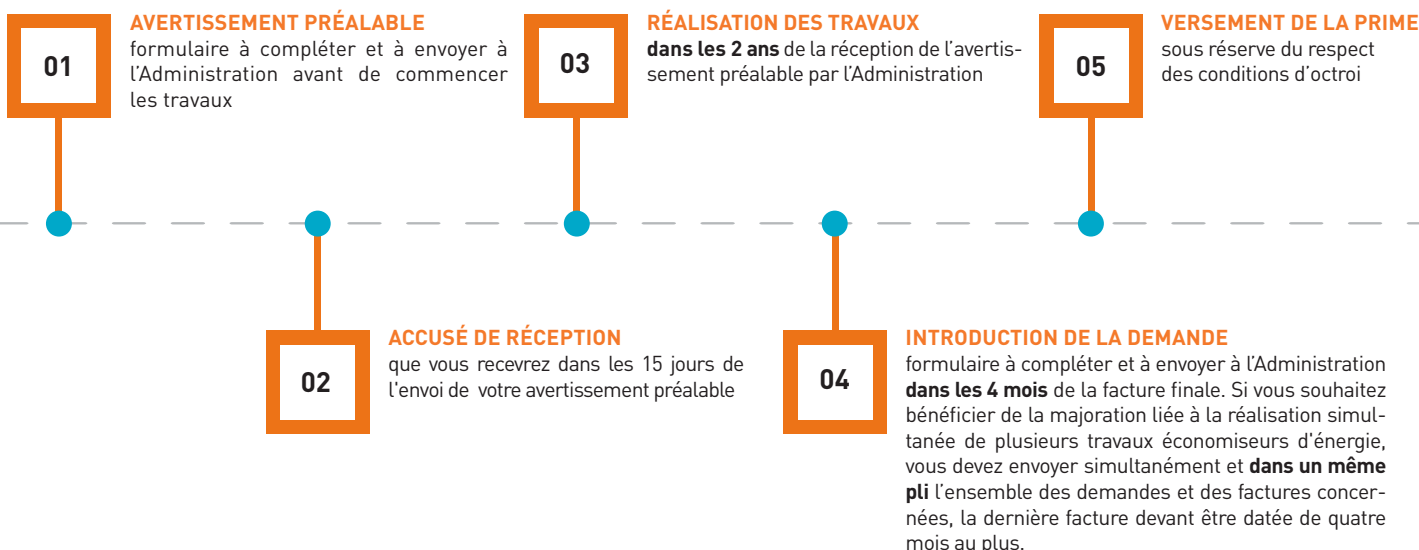 01
AVERTISSEMENT PRÉALABLE
formulaire à compléter et à envoyer à
l’Administration avant de commencer
les travaux
02
ACCUSÉ DE RÉCEPTION
que vous recevrez dans les 15 jours de
l'envoi de votre avertissement préalable
03
RÉALISATION DES TRAVAUX
dans les 2 ans de la réception de l’avertis-
sement préalable par l’Administration
04
INTRODUCTION DE LA DEMANDE
formulaire à compléter et à envoyer à l’Administration
dans les 4 mois de la facture finale. Si vous souhaitez
bénéficier de la majoration liée à la réalisation simul-
tanée de plusieurs travaux économiseurs d'énergie,
vous devez envoyer simultanément et dans un même
pli l’ensemble des demandes et des factures concer-
nées, la dernière facture devant être datée de quatre
mois au plus.
05
VERSEMENT DE LA PRIME
sous réserve du respect
des conditions d’octroi